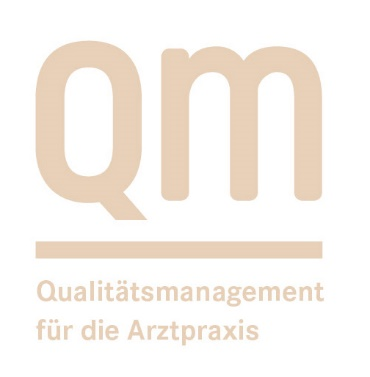 Qm
Qualitätsmanagement
für die Arztpraxis